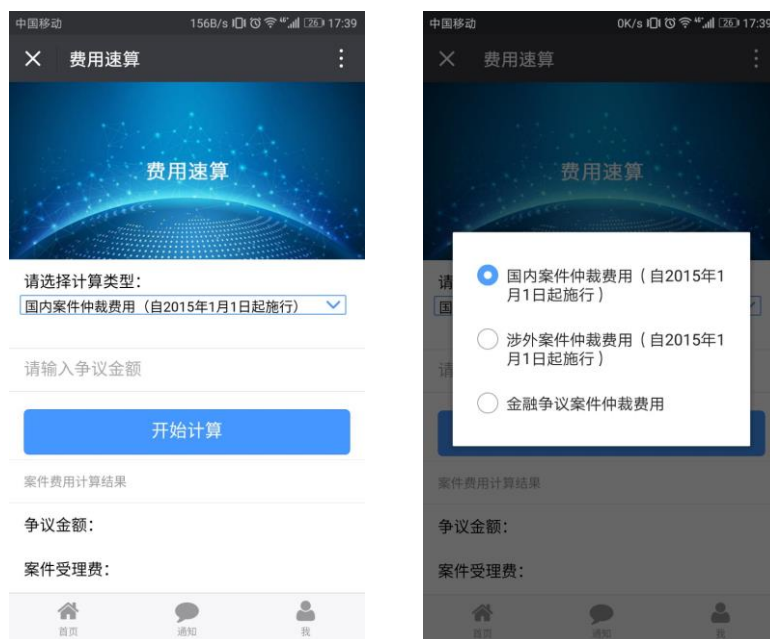 中国移动 156B/s 46 26 17:39
费用速算
费用速算
请选择计算类型:
国内案件仲裁费用（自2015年1月1日起施行）
请输入争议金额
开始计算
案件费用计算结果
争议金额:
案件受理费:
首页 通知 我
中国移动 0K/s 46 26 17:39
费用速算
费用速算
请
国
国内案件仲裁费用（自2015年1
月1日起施行）
涉外案件仲裁费用（自2015年1
月1日起施行）
请
金融争议案件仲裁费用
案件费用计算结果
争议金额:
案件受理费:
首页 通知 我